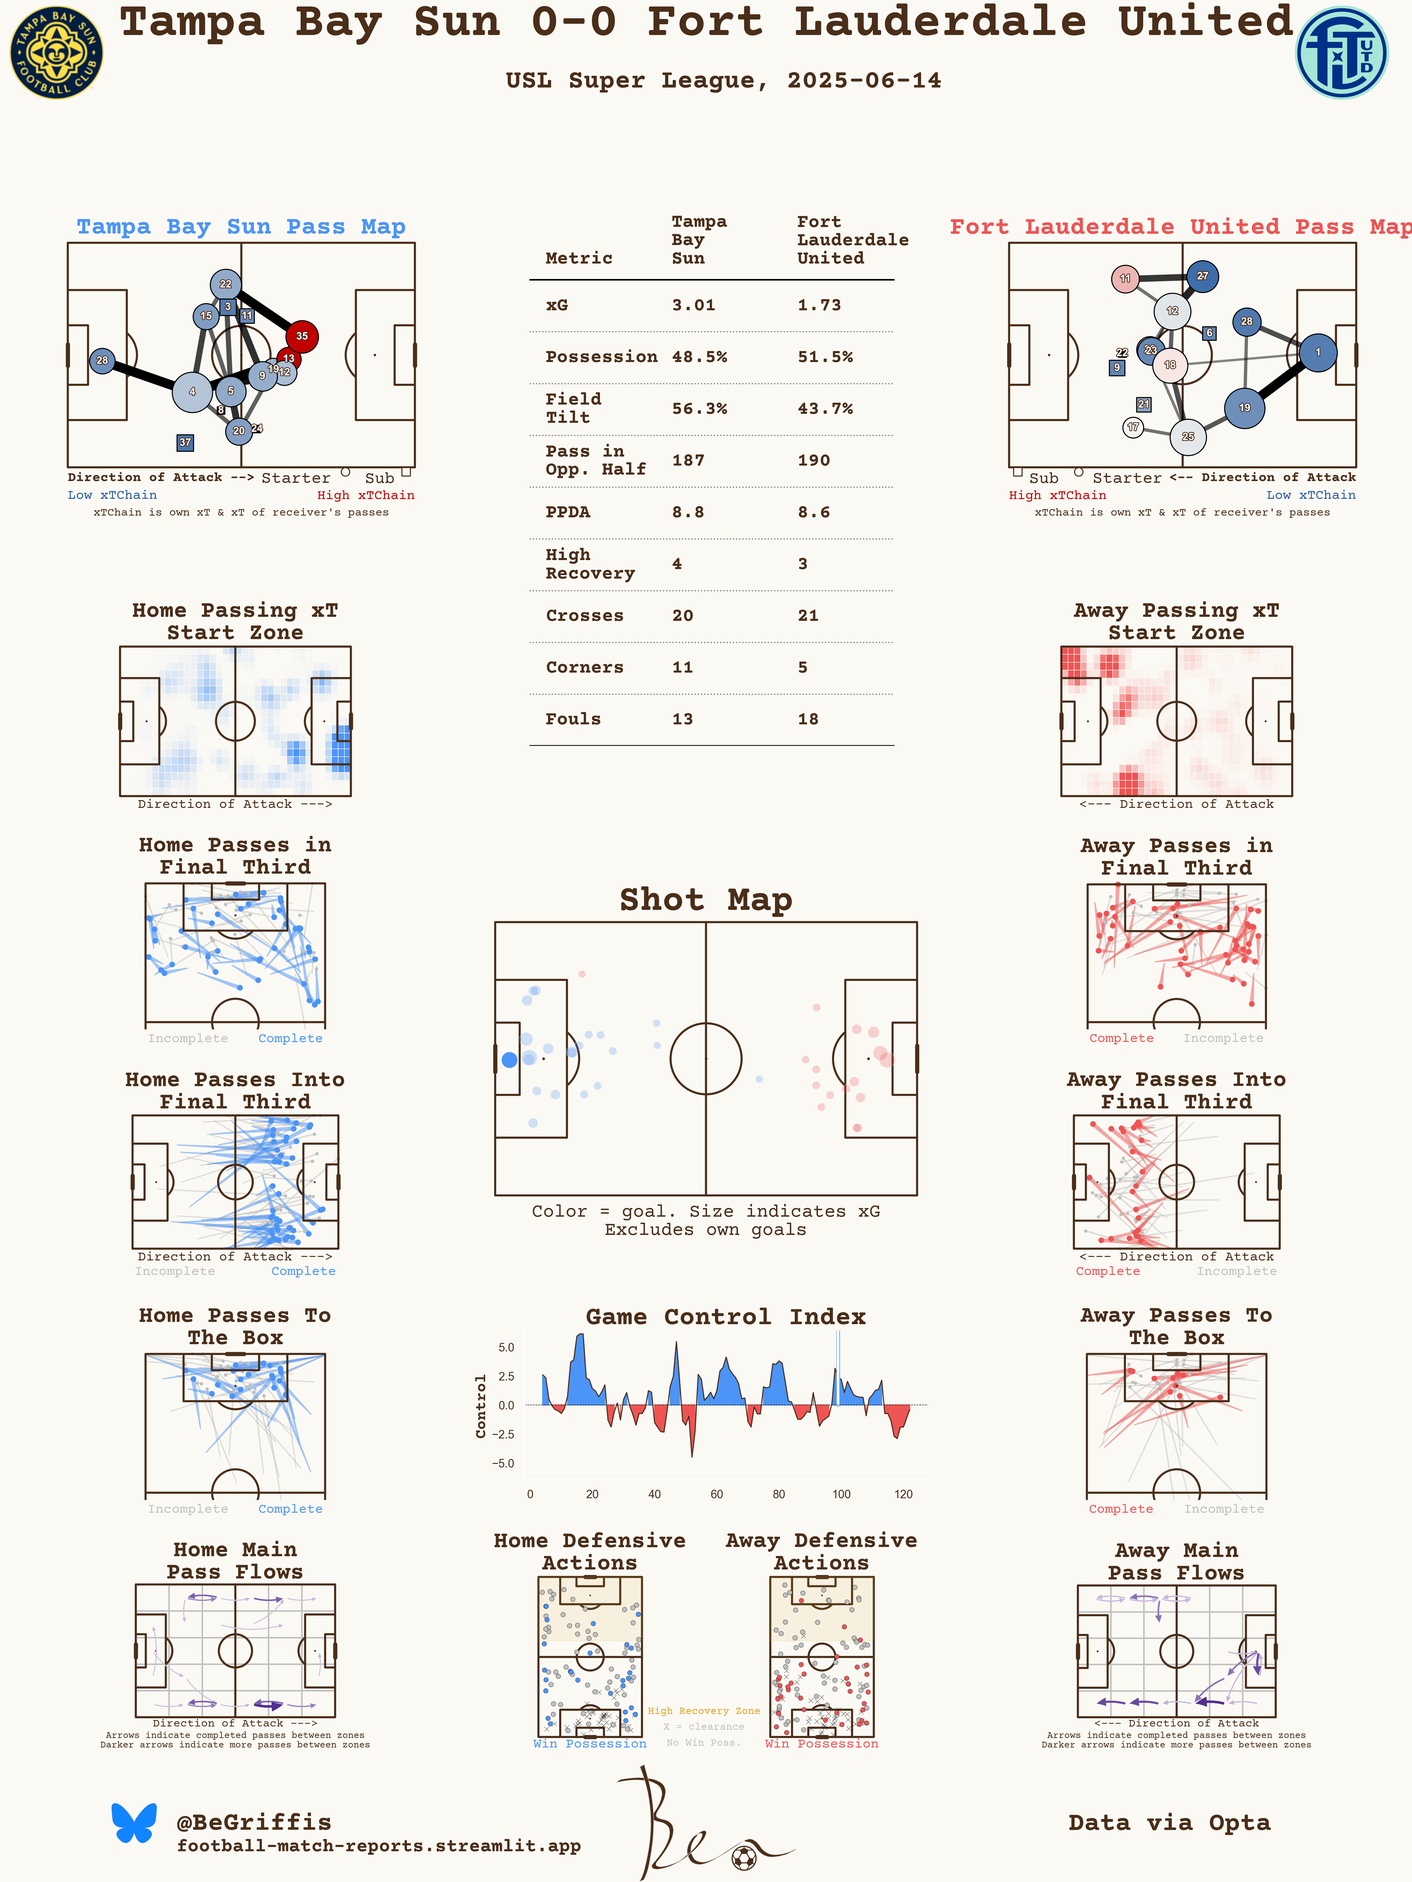 Tampa Bay Sun 0-0 Fort Lauderdale United
USL Super League, 2025-06-14
TAMPA BAY SUN
FOOTBALL CLUB
FTL UTD
Tampa Bay Sun Pass Map
22
3
15
11
35
28
13
19
12
9
4
5
8
20
24
37
Direction of Attack --> Starter Sub
Low xTChain High xTChain
xTChain is own xT & xT of receiver's passes
Metric Tampa Bay Sun Fort Lauderdale United
xG 3.01 1.73
Possession 48.5% 51.5%
Field Tilt 56.3% 43.7%
Pass in Opp. Half 187 190
PPDA 8.8 8.6
High Recovery 4 3
Crosses 20 21
Corners 11 5
Fouls 13 18
Fort Lauderdale United Pass Map
11
27
12
28
6
22
23
1
9
18
21
19
17
25
Sub Starter <-- Direction of Attack
High xTChain Low xTChain
xTChain is own xT & xT of receiver's passes
Home Passing xT
Start Zone
Direction of Attack --->
Away Passing xT
Start Zone
<--- Direction of Attack
Home Passes in
Final Third
Incomplete Complete
Away Passes in
Final Third
Complete Incomplete
Shot Map
Color = goal. Size indicates xG
Excludes own goals
Home Passes Into
Final Third
Direction of Attack --->
Incomplete Complete
Away Passes Into
Final Third
<--- Direction of Attack
Complete Incomplete
Home Passes To
The Box
Incomplete Complete
Game Control Index
Control
5.0
2.5
0.0
−2.5
−5.0
0 20 40 60 80 100 120
Away Passes To
The Box
Complete Incomplete
Home Main
Pass Flows
Direction of Attack --->
Arrows indicate completed passes between zones
Darker arrows indicate more passes between zones
Home Defensive
Actions
Win Possession
High Recovery Zone
X = clearance
No Win Poss.
Away Defensive
Actions
Win Possession
Away Main
Pass Flows
<--- Direction of Attack
Arrows indicate completed passes between zones
Darker arrows indicate more passes between zones
@BeGriffis
football-match-reports.streamlit.app
Ben
Data via Opta